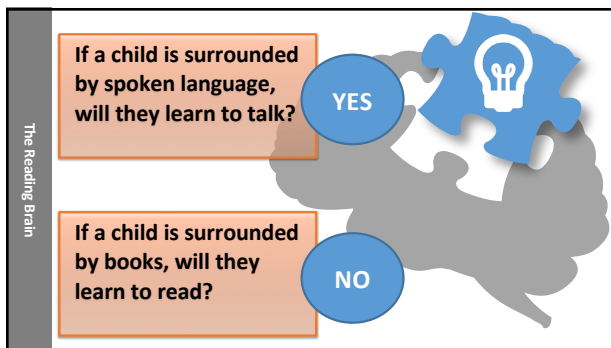 The Reading Brain
If a child is surrounded
by spoken language,
will they learn to talk?
YES
If a child is surrounded
by books, will they
learn to read?
NO